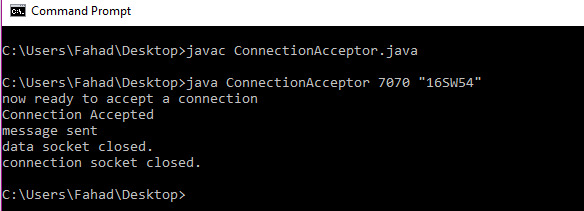 Command Prompt
C:\Users\Fahad\Desktop>javac ConnectionAcceptor.java
C:\Users\Fahad\Desktop>java ConnectionAcceptor 7070 "16SW54"
now ready to accept a connection
Connection Accepted
message sent
data socket closed.
connection socket closed.
C:\Users\Fahad\Desktop>